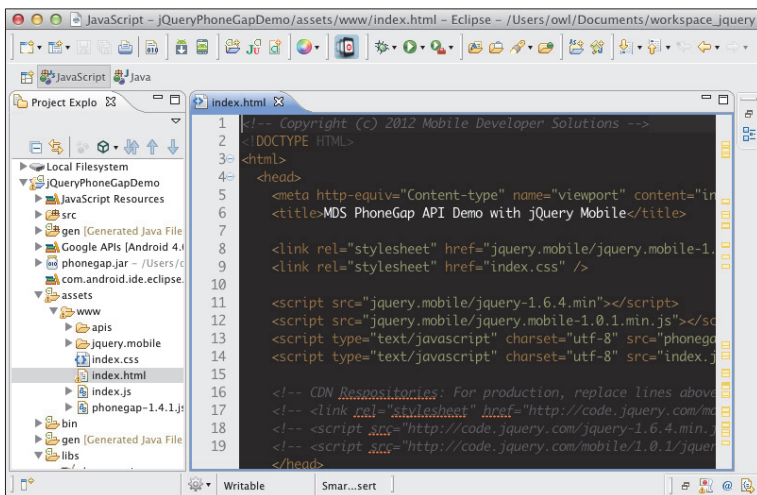 JavaScript – jQueryPhoneGapDemo/assets/www/index.html – Eclipse – /Users/owl/Documents/workspace_jquery
JavaScript Java
Project Explo
index.html
Local Filesystem
jQueryPhoneGapDemo
JavaScript Resources
src
gen [Generated Java File
Google APIs [Android 4.
phonegap.jar – /Users/
com.android.ide.eclipse.
assets
www
apis
jquery.mobile
index.css
index.html
index.js
phonegap-1.4.1.js
bin
gen [Generated Java File
libs
1 <!-- Copyright (c) 2012 Mobile Developer Solutions -->
2 <!DOCTYPE HTML>
3 <html>
4 <head>
5 <meta http-equiv="Content-type" name="viewport" content="in
6 <title>MDS PhoneGap API Demo with jQuery Mobile</title>
7
8 <link rel="stylesheet" href="jquery.mobile/jquery.mobile-1.
9 <link rel="stylesheet" href="index.css" />
10
11 <script src="jquery.mobile/jquery-1.6.4.min"></script>
12 <script src="jquery.mobile/jquery.mobile-1.0.1.min.js"></sc
13 <script type="text/javascript" charset="utf-8" src="phonega
14 <script type="text/javascript" charset="utf-8" src="index.j
15
16 <!-- CDN Respositories: For production, replace lines above
17 <!-- <link rel="stylesheet" href="http://code.jquery.com/mo
18 <!-- <script src="http://code.jquery.com/jquery-1.6.4.min.j
19 <!-- <script src="http://code.jquery.com/mobile/1.0.1/jquer
</head>
Writable
Smar...sert